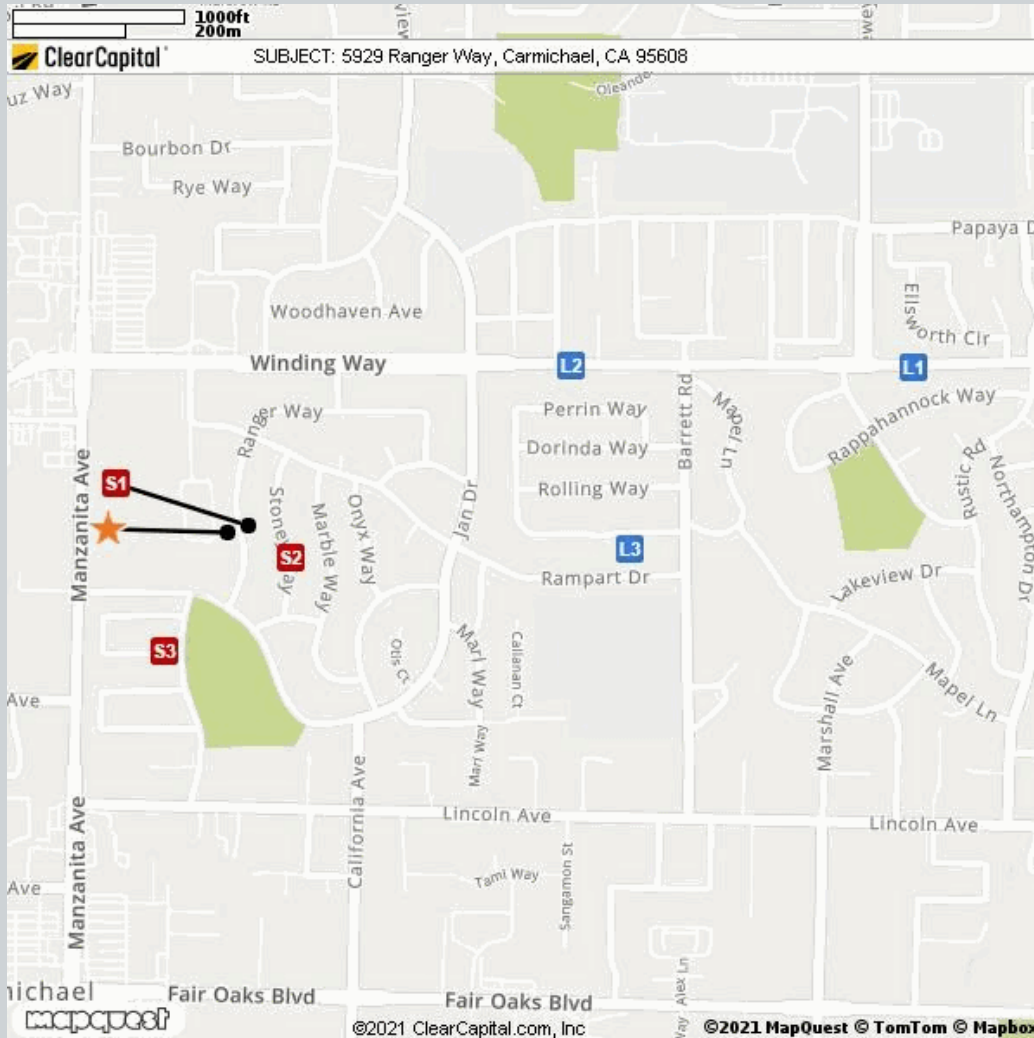 1000ft
200m
ClearCapital
SUBJECT: 5929 Ranger Way, Carmichael, CA 95608
uz Way
Oleande
Bourbon Dr
Rye Way
Papaya D
Ellsworth Cir
Woodhaven Ave
Winding Way
L2
L1
Ranger Way
Perrin Way
Barrett Rd
Mapel Ln
Rappahannock Way
Dorinda Way
Manzanita Ave
S1
Rolling Way
Rustic Rd
Northampton Dr
Jan Dr
Marble Way
Onyx Way
S2
L3
Rampart Dr
Lakeview Dr
S3
Otis Ct
Marl Way
Callanan Ct
Ave
Marshall Ave
Mapel Ln
Marl Way
California Ave
Lincoln Ave
Lincoln Ave
Manzanita Ave
Ave
Tami Way
Sangamon St
Alex Ln
michael
Fair Oaks Blvd
Fair Oaks Blvd
Way
mapquest
©2021 ClearCapital.com, Inc
©2021 MapQuest © TomTom © Mapbox